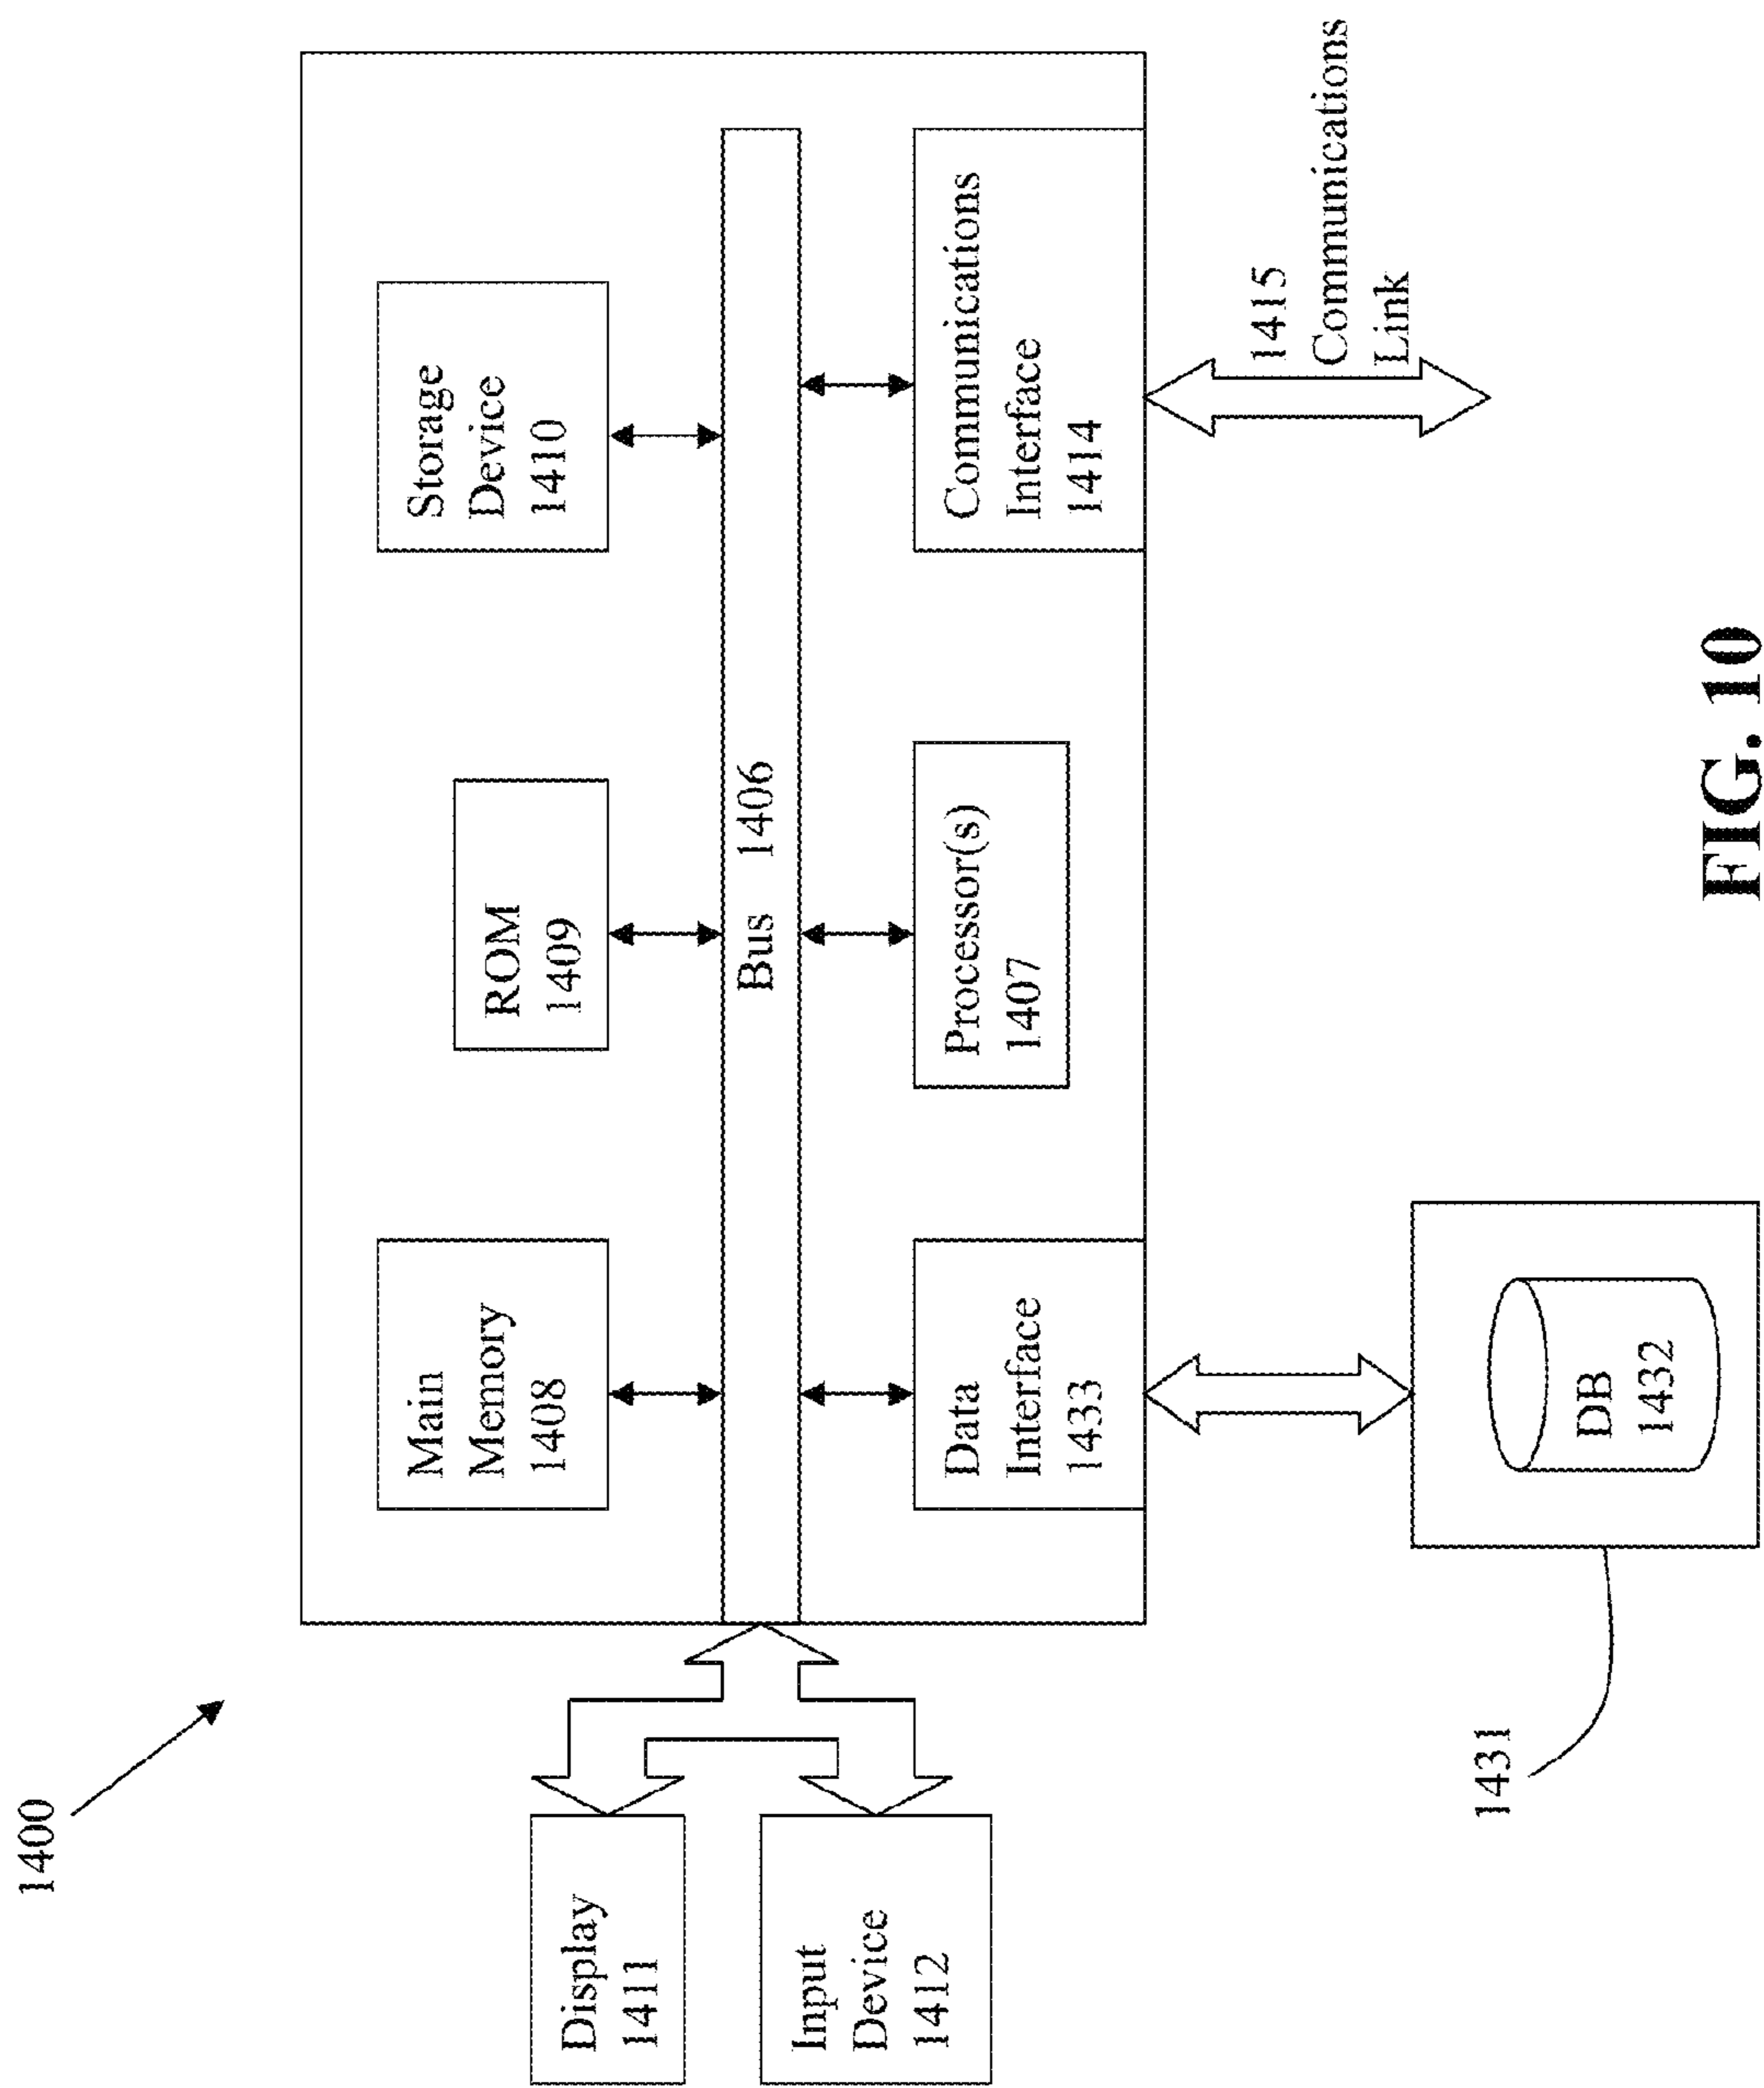 1400
Main
Memory
1408
ROM
1409
Storage
Device
1410
Display
1411
Bus 1406
Input
Device
1412
Data
Interface
1433
Processor(s)
1407
Communications
Interface
1414
1415
Communications
Link
1431
DB
1432
FIG. 10